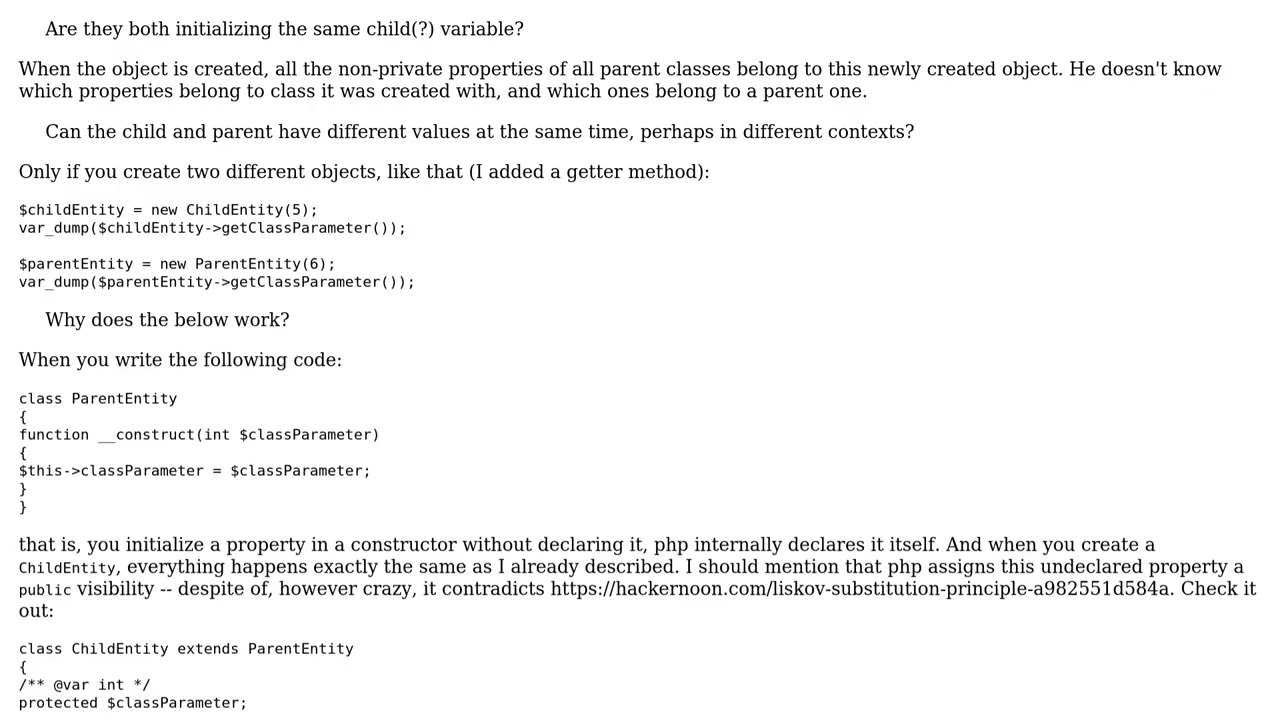 Are they both initializing the same child(?) variable?
When the object is created, all the non-private properties of all parent classes belong to this newly created object. He doesn't know
which properties belong to class it was created with, and which ones belong to a parent one.
Can the child and parent have different values at the same time, perhaps in different contexts?
Only if you create two different objects, like that (I added a getter method):
$childEntity = new ChildEntity(5);
var_dump($childEntity->getClassParameter());
$parentEntity = new ParentEntity(6);
var_dump($parentEntity->getClassParameter());
Why does the below work?
When you write the following code:
class ParentEntity
{
function __construct(int $classParameter)
{
$this->classParameter = $classParameter;
}
}
that is, you initialize a property in a constructor without declaring it, php internally declares it itself. And when you create a
ChildEntity, everything happens exactly the same as I already described. I should mention that php assigns this undeclared property a
public visibility -- despite of, however crazy, it contradicts https://hackernoon.com/liskov-substitution-principle-a982551d584a. Check it
out:
class ChildEntity extends ParentEntity
{
/** @var int */
protected $classParameter;